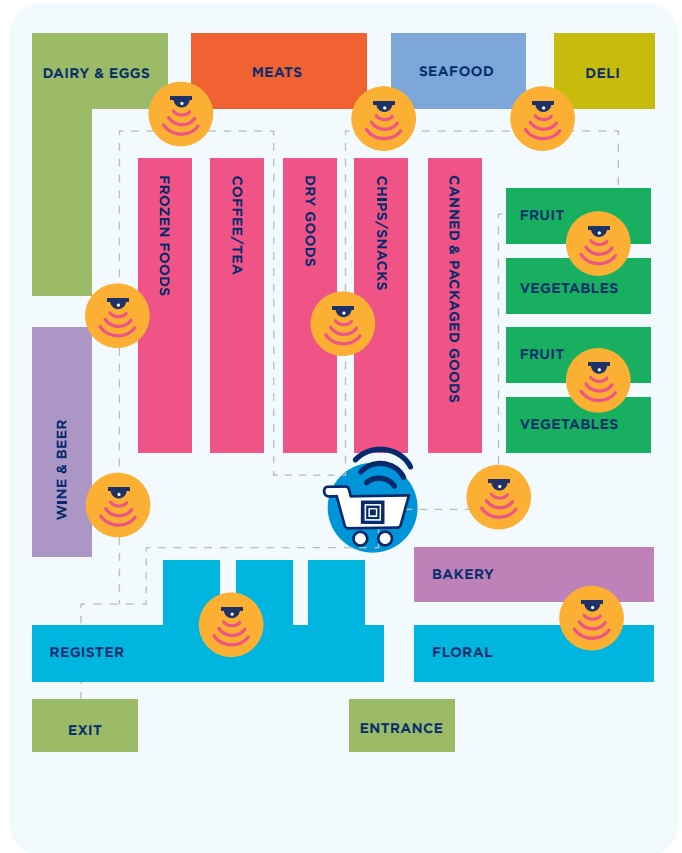 DAIRY & EGGS
MEATS
SEAFOOD
DELI
FROZEN FOODS
COFFEE/TEA
DRY GOODS
CHIPS/SNACKS
CANNED & PACKAGED GOODS
FRUIT
VEGETABLES
FRUIT
VEGETABLES
WINE & BEER
BAKERY
REGISTER
FLORAL
EXIT
ENTRANCE